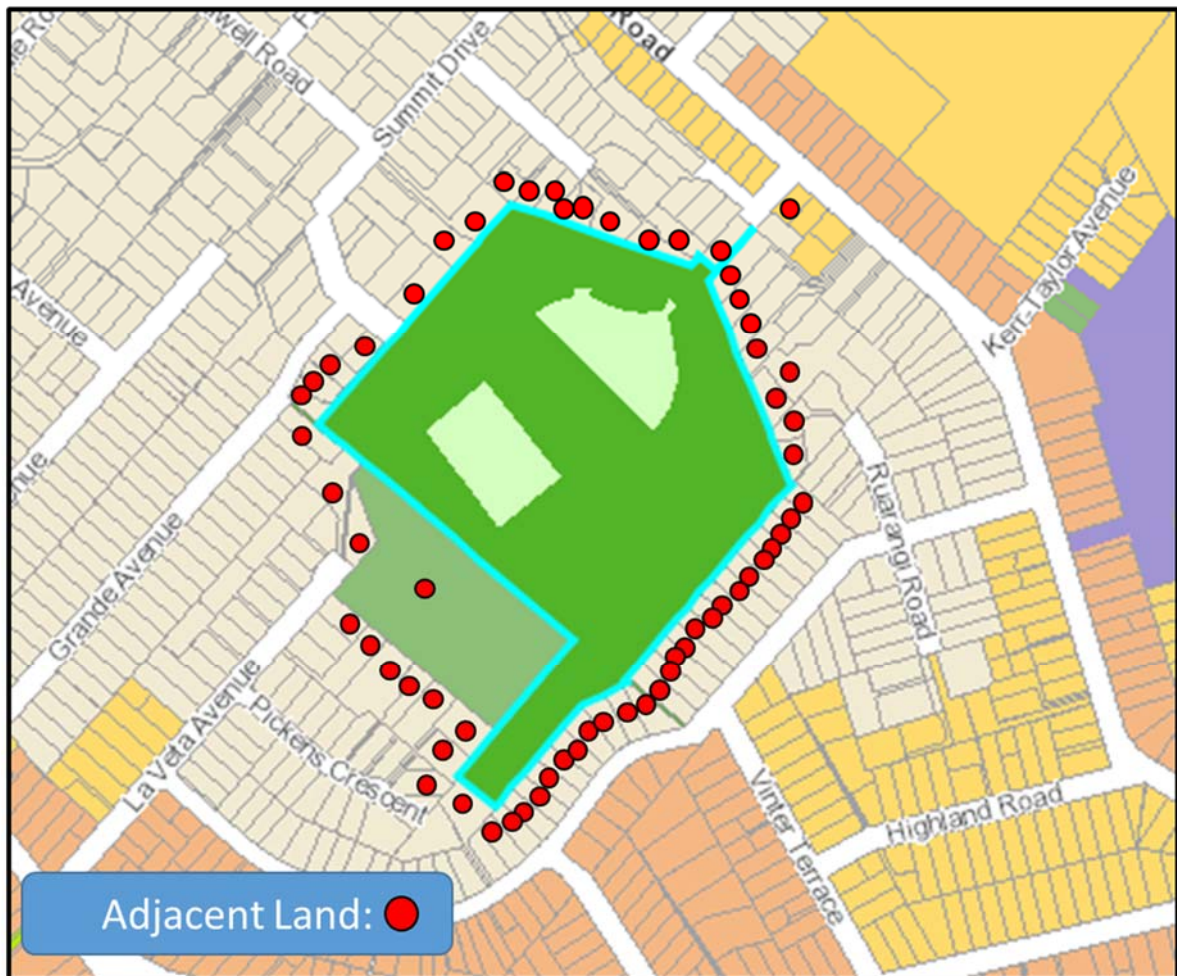 Road
Road
Summit Drive
Avenue
Kerr-Taylor Avenue
Ruarangi Road
Grande Avenue
La Veta Avenue
Pickens Crescent
Vinter Terrace
Highland Road
Adjacent Land: